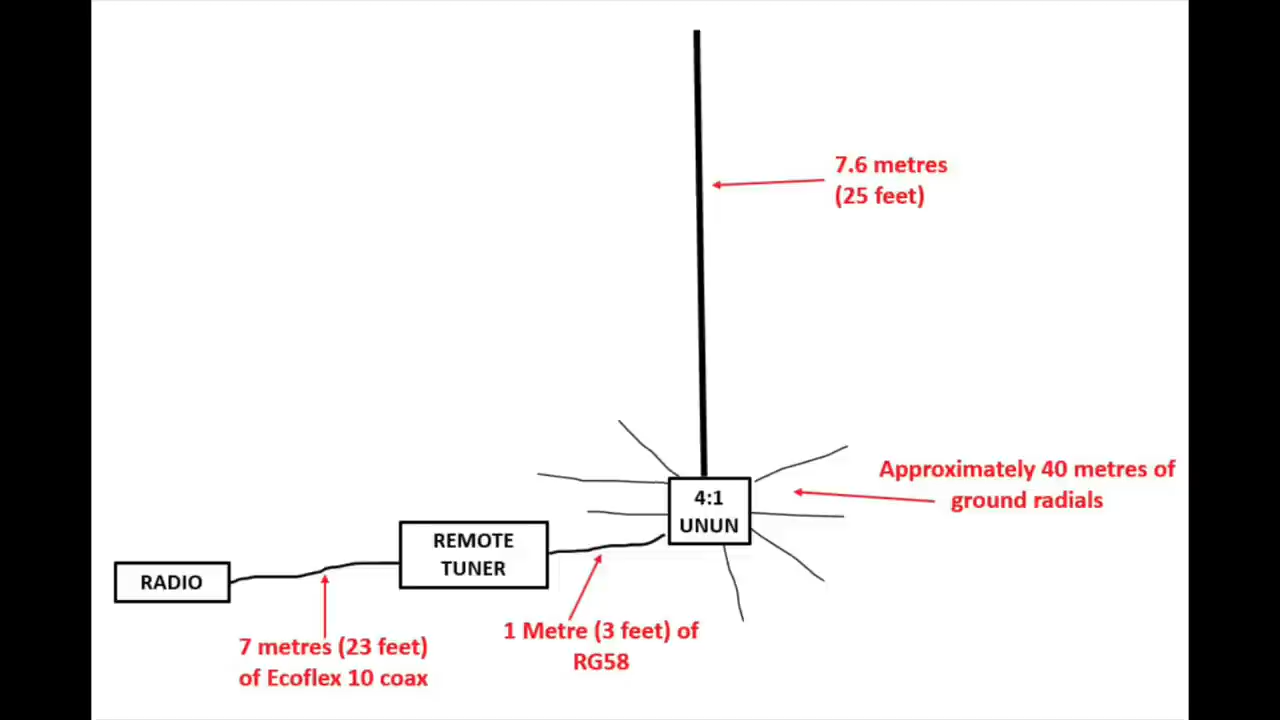 7.6 metres
(25 feet)
Approximately 40 metres of
ground radials
4:1
UNUN
REMOTE
TUNER
RADIO
1 Metre (3 feet) of
RG58
7 metres (23 feet)
of Ecoflex 10 coax